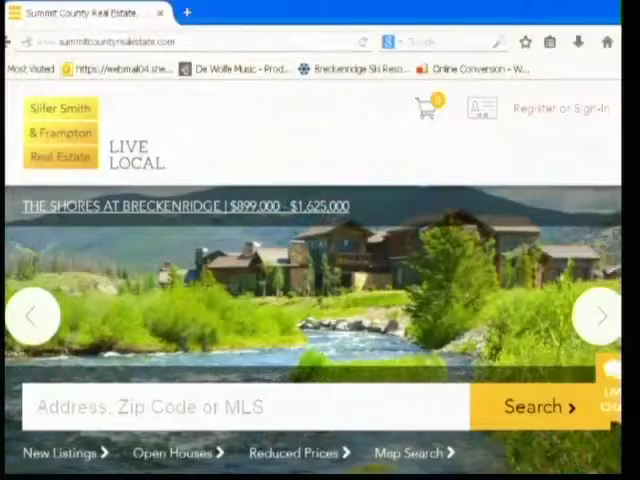 Summit County Real Estate,
www.summitcountyrealestate.com
Google
Most Visited https://webmail04.she... De Wolfe Music - Prod... Breckenridge Ski Reso... Online Conversion - W...
Slifer Smith
& Frampton
Real Estate
LIVE
LOCAL
0
Register or Sign-In
THE SHORES AT BRECKENRIDGE | $899,000 - $1,625,000
Address, Zip Code or MLS
Search
New Listings Open Houses Reduced Prices Map Search